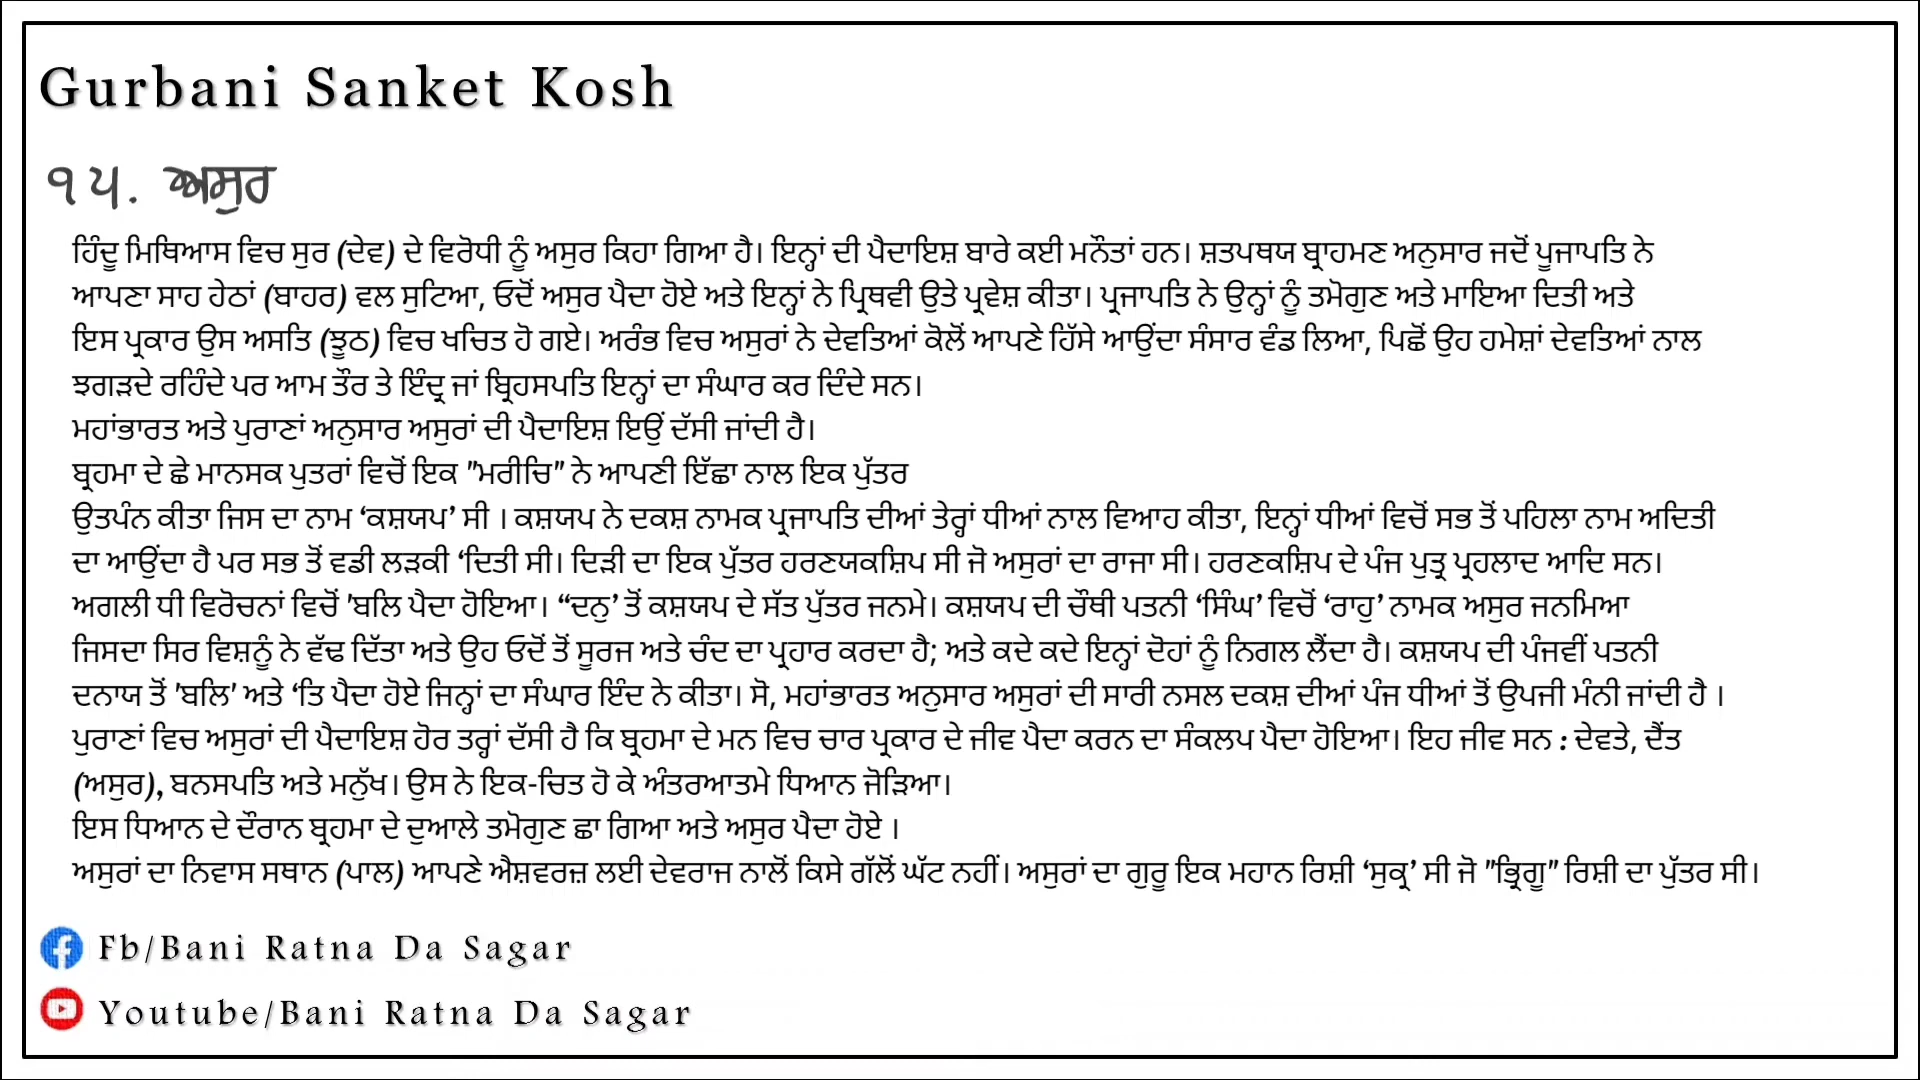 Gurbani Sanket Kosh
੧੫. ਅਸੁਰ
ਹਿੰਦੂ ਮਿਥਿਆਸ ਵਿਚ ਸੁਰ (ਦੇਵ) ਦੇ ਵਿਰੋਧੀ ਨੂੰ ਅਸੁਰ ਕਿਹਾ ਗਿਆ ਹੈ। ਇਨ੍ਹਾਂ ਦੀ ਪੈਦਾਇਸ਼ ਬਾਰੇ ਕਈ ਮਨੌਤਾਂ ਹਨ। ਸ਼ਤਪਥਯ ਬ੍ਰਾਹਮਣ ਅਨੁਸਾਰ ਜਦੋਂ ਪ੍ਰਜਾਪਤਿ ਨੇ
ਆਪਣਾ ਸਾਹ ਹੇਠਾਂ (ਬਾਹਰ) ਵਲ ਸੁਟਿਆ, ਓਦੋਂ ਅਸੁਰ ਪੈਦਾ ਹੋਏ ਅਤੇ ਇਨ੍ਹਾਂ ਨੇ ਪ੍ਰਿਥਵੀ ਉਤੇ ਪ੍ਰਵੇਸ਼ ਕੀਤਾ। ਪ੍ਰਜਾਪਤਿ ਨੇ ਉਨ੍ਹਾਂ ਨੂੰ ਤਮੋਗੁਣ ਅਤੇ ਮਾਇਆ ਦਿਤੀ ਅਤੇ
ਇਸ ਪ੍ਰਕਾਰ ਉਸ ਅਸਤਿ (ਝੂਠ) ਵਿਚ ਖਚਿਤ ਹੋ ਗਏ। ਅਰੰਭ ਵਿਚ ਅਸੁਰਾਂ ਨੇ ਦੇਵਤਿਆਂ ਕੋਲੋਂ ਆਪਣੇ ਹਿੱਸੇ ਆਉਂਦਾ ਸੰਸਾਰ ਵੰਡ ਲਿਆ, ਪਿਛੋਂ ਉਹ ਹਮੇਸ਼ਾਂ ਦੇਵਤਿਆਂ ਨਾਲ
ਝਗੜਦੇ ਰਹਿੰਦੇ ਪਰ ਆਮ ਤੌਰ ਤੇ ਇੰਦ੍ਰ ਜਾਂ ਬ੍ਰਿਹਸਪਤਿ ਇਨ੍ਹਾਂ ਦਾ ਸੰਘਾਰ ਕਰ ਦਿੰਦੇ ਸਨ।
ਮਹਾਂਭਾਰਤ ਅਤੇ ਪੁਰਾਣਾਂ ਅਨੁਸਾਰ ਅਸੁਰਾਂ ਦੀ ਪੈਦਾਇਸ਼ ਇਉਂ ਦੱਸੀ ਜਾਂਦੀ ਹੈ।
ਬ੍ਰਹਮਾ ਦੇ ਛੇ ਮਾਨਸਕ ਪੁਤਰਾਂ ਵਿਚੋਂ ਇਕ "ਮਰੀਚਿ" ਨੇ ਆਪਣੀ ਇੱਛਾ ਨਾਲ ਇਕ ਪੁੱਤਰ
ਉਤਪੰਨ ਕੀਤਾ ਜਿਸ ਦਾ ਨਾਮ ‘ਕਸ਼ਯਪ’ ਸੀ । ਕਸ਼ਯਪ ਨੇ ਦਕਸ਼ ਨਾਮਕ ਪ੍ਰਜਾਪਤਿ ਦੀਆਂ ਤੇਰ੍ਹਾਂ ਧੀਆਂ ਨਾਲ ਵਿਆਹ ਕੀਤਾ, ਇਨ੍ਹਾਂ ਧੀਆਂ ਵਿਚੋਂ ਸਭ ਤੋਂ ਪਹਿਲਾ ਨਾਮ ਅਦਿਤੀ
ਦਾ ਆਉਂਦਾ ਹੈ ਪਰ ਸਭ ਤੋਂ ਵਡੀ ਲੜਕੀ ‘ਦਿਤੀ ਸੀ। ਦਿੜੀ ਦਾ ਇਕ ਪੁੱਤਰ ਹਰਣਯਕਸ਼ਿਪ ਸੀ ਜੋ ਅਸੁਰਾਂ ਦਾ ਰਾਜਾ ਸੀ। ਹਰਣਕਸ਼ਿਪ ਦੇ ਪੰਜ ਪੁਤ੍ਰ ਪ੍ਰਹਲਾਦ ਆਦਿ ਸਨ।
ਅਗਲੀ ਧੀ ਵਿਰੋਚਨਾਂ ਵਿਚੋਂ 'ਬਲਿ ਪੈਦਾ ਹੋਇਆ। “ਦਨੁ’ ਤੋਂ ਕਸ਼ਯਪ ਦੇ ਸੱਤ ਪੁੱਤਰ ਜਨਮੇ। ਕਸ਼ਯਪ ਦੀ ਚੌਥੀ ਪਤਨੀ ‘ਸਿੰਘ’ ਵਿਚੋਂ ‘ਰਾਹੁ’ ਨਾਮਕ ਅਸੁਰ ਜਨਮਿਆ
ਜਿਸਦਾ ਸਿਰ ਵਿਸ਼ਨੂੰ ਨੇ ਵੱਢ ਦਿੱਤਾ ਅਤੇ ਉਹ ਓਦੋਂ ਤੋਂ ਸੂਰਜ ਅਤੇ ਚੰਦ ਦਾ ਪ੍ਰਹਾਰ ਕਰਦਾ ਹੈ; ਅਤੇ ਕਦੇ ਕਦੇ ਇਨ੍ਹਾਂ ਦੋਹਾਂ ਨੂੰ ਨਿਗਲ ਲੈਂਦਾ ਹੈ। ਕਸ਼ਯਪ ਦੀ ਪੰਜਵੀਂ ਪਤਨੀ
ਦਨਾਯ ਤੋਂ 'ਬਲਿ' ਅਤੇ ‘ਤਿ ਪੈਦਾ ਹੋਏ ਜਿਨ੍ਹਾਂ ਦਾ ਸੰਘਾਰ ਇੰਦ ਨੇ ਕੀਤਾ। ਸੋ, ਮਹਾਂਭਾਰਤ ਅਨੁਸਾਰ ਅਸੁਰਾਂ ਦੀ ਸਾਰੀ ਨਸਲ ਦਕਸ਼ ਦੀਆਂ ਪੰਜ ਧੀਆਂ ਤੋਂ ਉਪਜੀ ਮੰਨੀ ਜਾਂਦੀ ਹੈ ।
ਪੁਰਾਣਾਂ ਵਿਚ ਅਸੁਰਾਂ ਦੀ ਪੈਦਾਇਸ਼ ਹੋਰ ਤਰ੍ਹਾਂ ਦੱਸੀ ਹੈ ਕਿ ਬ੍ਰਹਮਾ ਦੇ ਮਨ ਵਿਚ ਚਾਰ ਪ੍ਰਕਾਰ ਦੇ ਜੀਵ ਪੈਦਾ ਕਰਨ ਦਾ ਸੰਕਲਪ ਪੈਦਾ ਹੋਇਆ। ਇਹ ਜੀਵ ਸਨ : ਦੇਵਤੇ, ਦੈਂਤ
(ਅਸੁਰ), ਬਨਸਪਤਿ ਅਤੇ ਮਨੁੱਖ। ਉਸ ਨੇ ਇਕ-ਚਿਤ ਹੋ ਕੇ ਅੰਤਰਆਤਮੇ ਧਿਆਨ ਜੋੜਿਆ।
ਇਸ ਧਿਆਨ ਦੇ ਦੌਰਾਨ ਬ੍ਰਹਮਾ ਦੇ ਦੁਆਲੇ ਤਮੋਗੁਣ ਛਾ ਗਿਆ ਅਤੇ ਅਸੁਰ ਪੈਦਾ ਹੋਏ ।
ਅਸੁਰਾਂ ਦਾ ਨਿਵਾਸ ਸਥਾਨ (ਪਾਲ) ਆਪਣੇ ਐਸ਼ਵਰਜ਼ ਲਈ ਦੇਵਰਾਜ ਨਾਲੋਂ ਕਿਸੇ ਗੱਲੋਂ ਘੱਟ ਨਹੀਂ। ਅਸੁਰਾਂ ਦਾ ਗੁਰੂ ਇਕ ਮਹਾਨ ਰਿਸ਼ੀ ‘ਸੁਕ੍ਰ’ ਸੀ ਜੋ "ਭ੍ਰਿਗੂ" ਰਿਸ਼ੀ ਦਾ ਪੁੱਤਰ ਸੀ।
Fb/Bani Ratna Da Sagar
Youtube/Bani Ratna Da Sagar